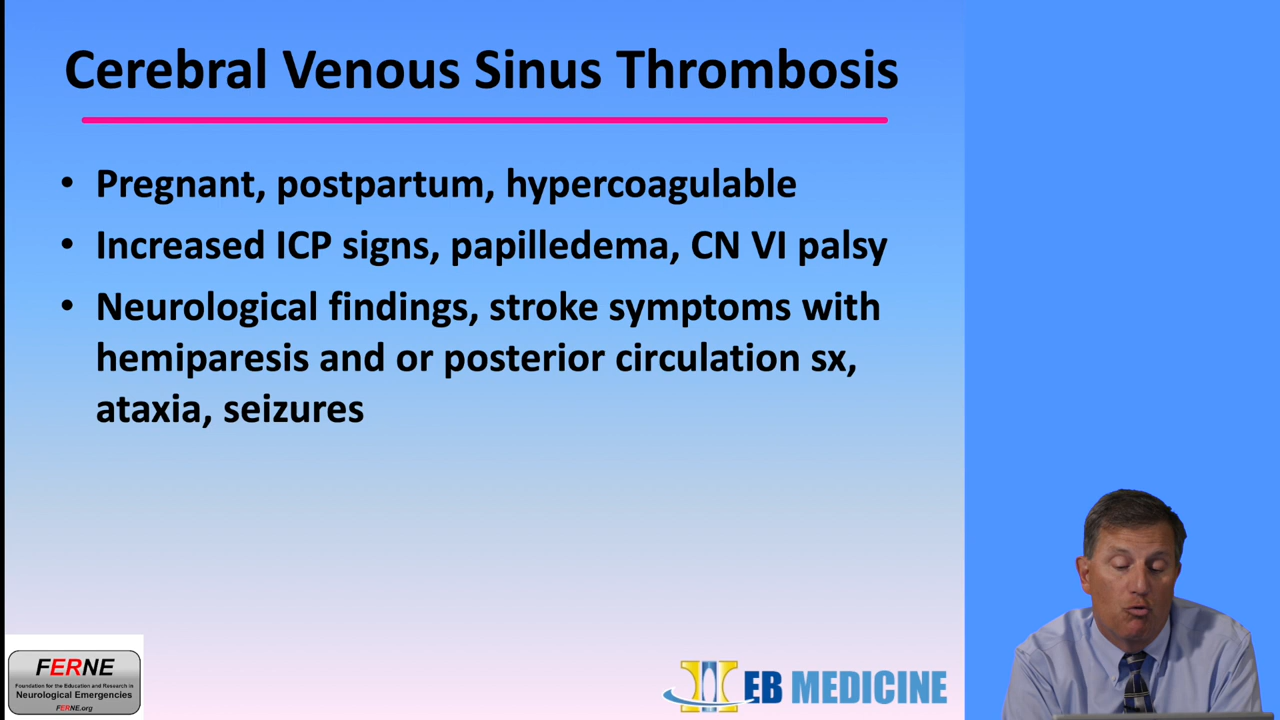 Cerebral Venous Sinus Thrombosis
• Pregnant, postpartum, hypercoagulable
• Increased ICP signs, papilledema, CN VI palsy
• Neurological findings, stroke symptoms with
hemiparesis and or posterior circulation sx,
ataxia, seizures
FERNE
Foundation for the Education and Research in
Neurological Emergencies
FERNE.org
EB MEDICINE